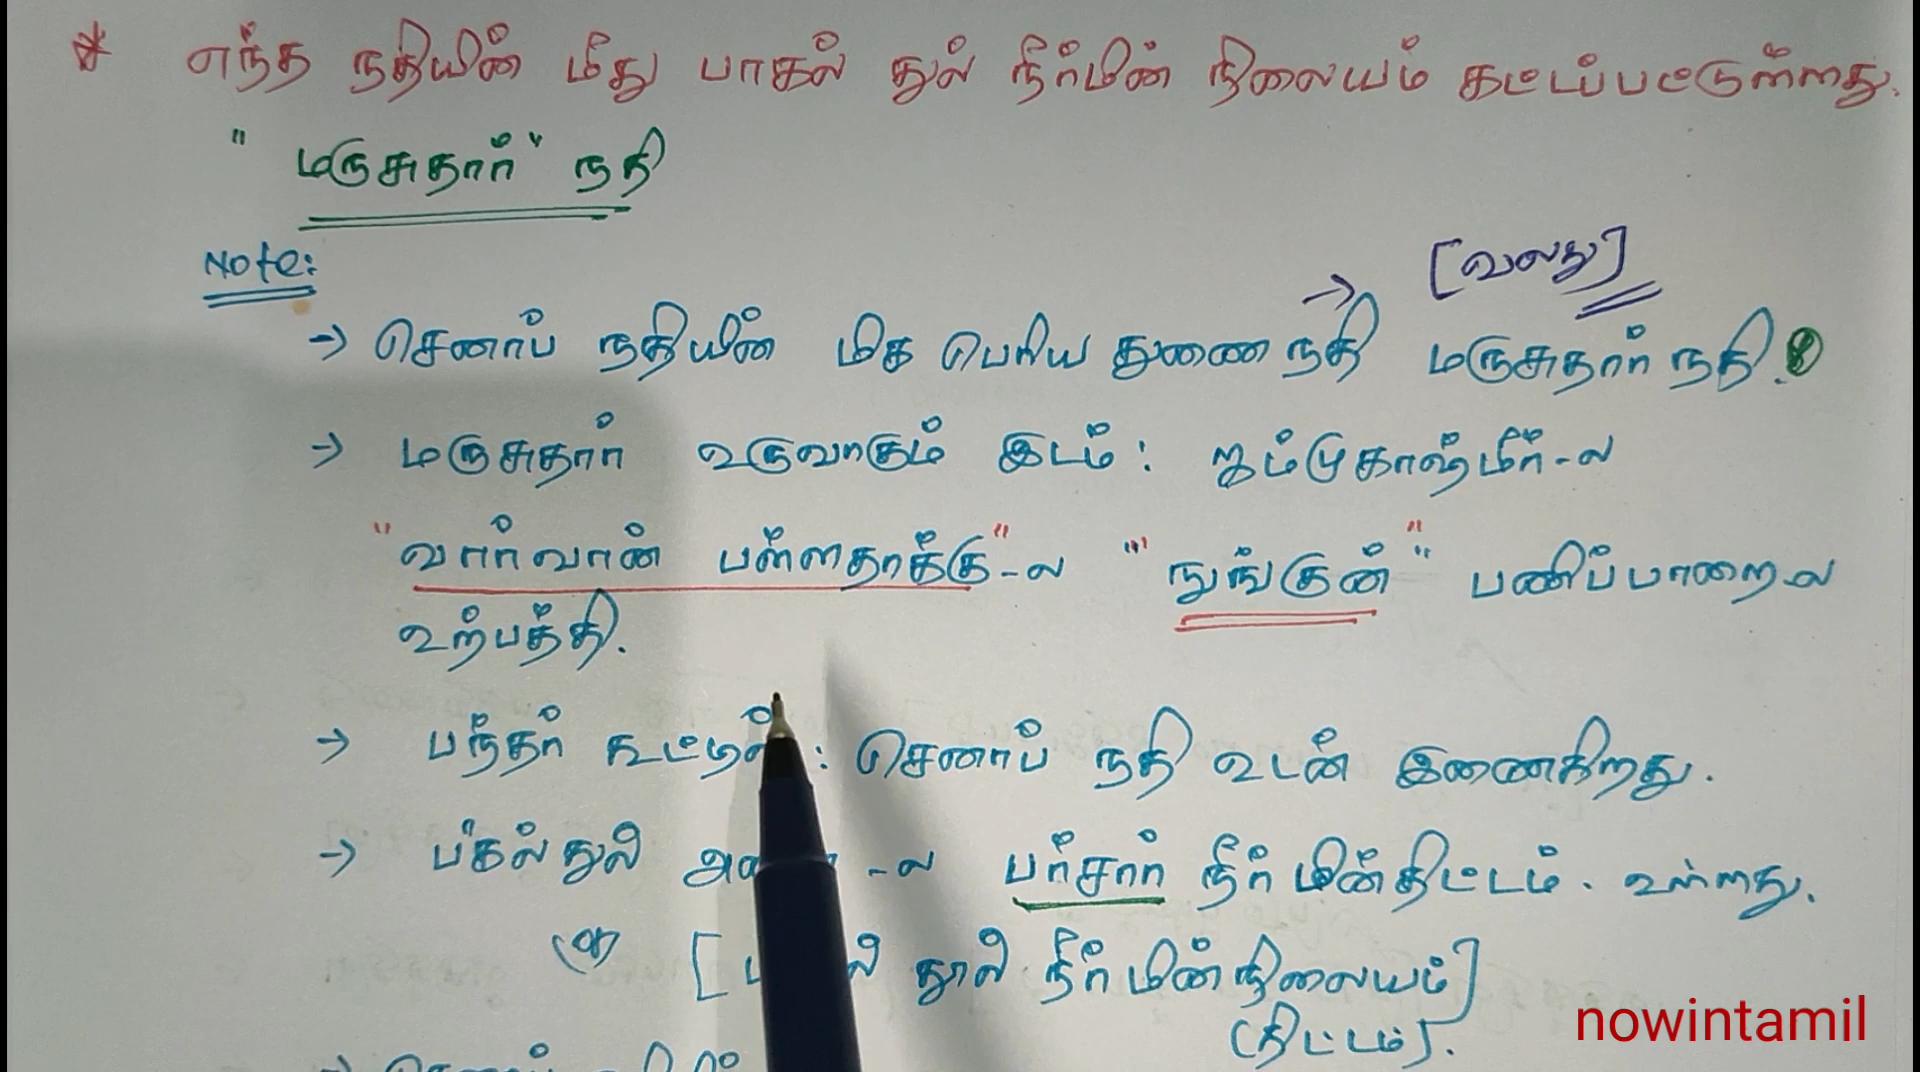 * எந்த நதியின் மீது பாகல் துல் நீர்மின் நிலையம் கட்டப்பட்டுள்ளது.
"மருசுதார்" நதி
Note:
[வலது]
→ செனாப் நதியின் மிக பெரிய துணை நதி → மருசுதார் நதி.
→ மருசுதார் உருவாகும் இடம்: ஜம்முகாஷ்மீர்-ல
"வார்வான் பள்ளதாக்கு"-ல "நுங்குன்" பனிப்பாறை-ல
உற்பத்தி.
→ பந்தர் கூட்டில் : செனாப் நதி உடன் இணைகிறது.
→ பகல் துல் -ல பர்சார் நீர் மின்திட்டம். உள்ளது.
(அ) [ தூல் நீர் மின் நிலையம்]
(திட்டம்).
nowintamil